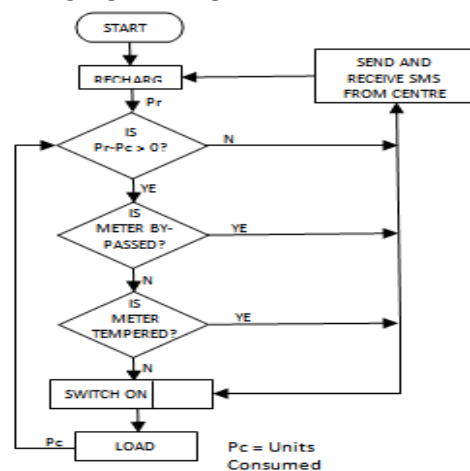 START
RECHARG
SEND AND
RECEIVE SMS
FROM CENTRE
Pr
IS
Pr-Pc > 0?
N
YE
IS
METER BY-
PASSED?
YE
N
IS
METER
TEMPERED?
YE
N
SWITCH ON
Pc
LOAD
Pc = Units
Consumed